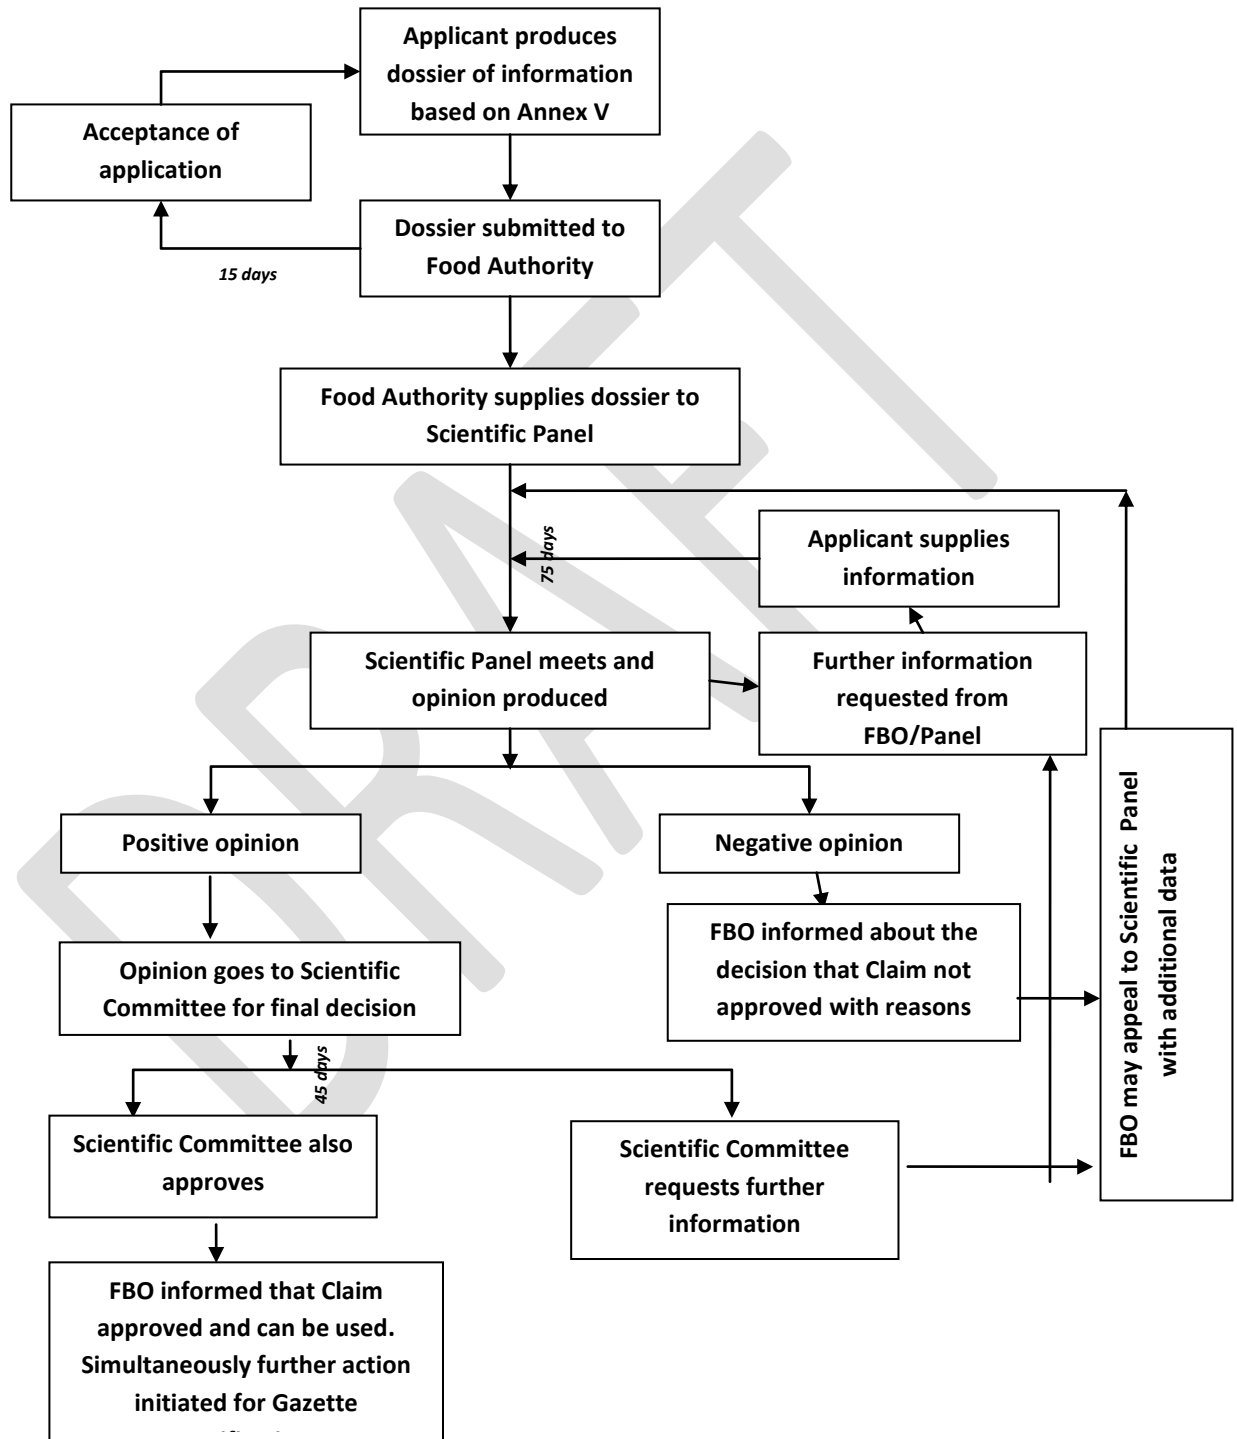 Applicant produces
dossier of information
based on Annex V
Acceptance of
application
Dossier submitted to
Food Authority
15 days
Food Authority supplies dossier to
Scientific Panel
75 days
Applicant supplies
information
Scientific Panel meets and
opinion produced
Further information
requested from
FBO/Panel
FBO may appeal to Scientific Panel
with additional data
Positive opinion
Negative opinion
FBO informed about the
decision that Claim not
approved with reasons
Opinion goes to Scientific
Committee for final decision
45 days
Scientific Committee also
approves
Scientific Committee
requests further
information
FBO informed that Claim
approved and can be used.
Simultaneously further action
initiated for Gazette
DRAFT